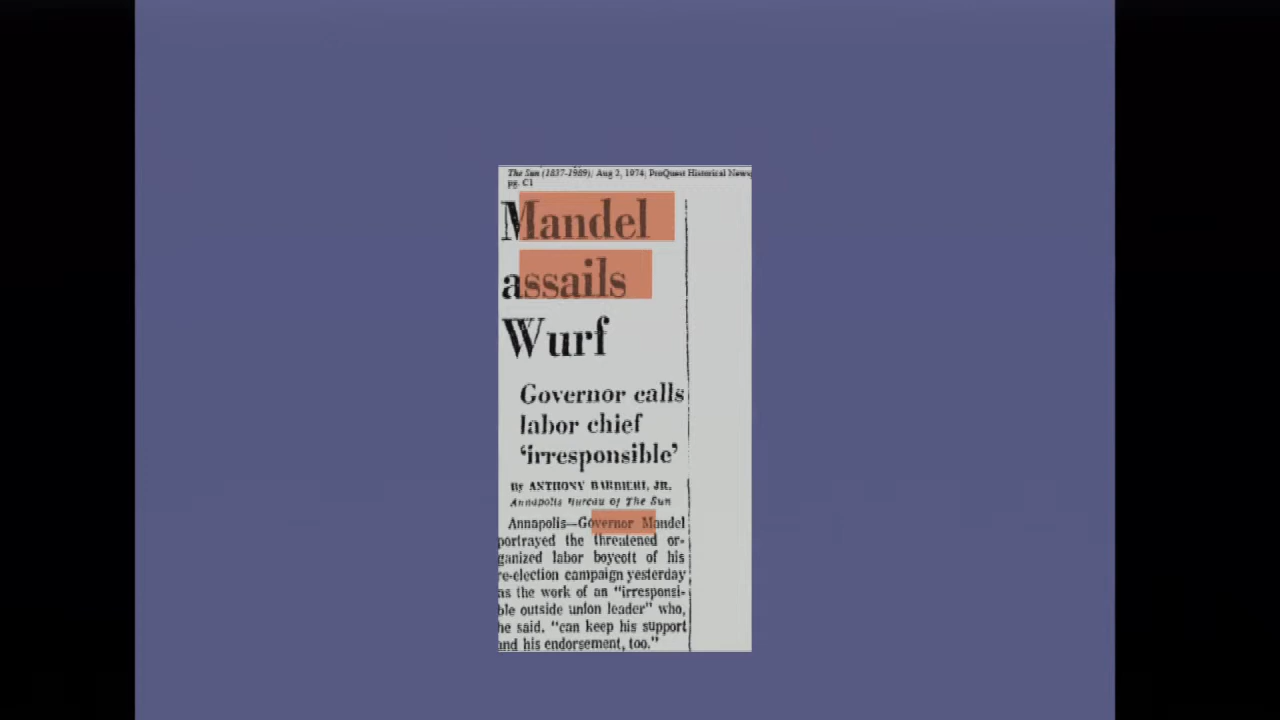 The Sun (1837-1989); Aug 2, 1974; ProQuest Historical News
pg. C1
Mandel
assails
Wurf
Governor calls
labor chief
‘irresponsible’
By ANTHONY BARBIERI, JR.
Annapolis Bureau of The Sun
Annapolis—Governor Mandel
portrayed the threatened or-
ganized labor boycott of his
re-election campaign yesterday
as the work of an "irresponsi-
ble outside union leader" who,
he said, "can keep his support
and his endorsement, too."